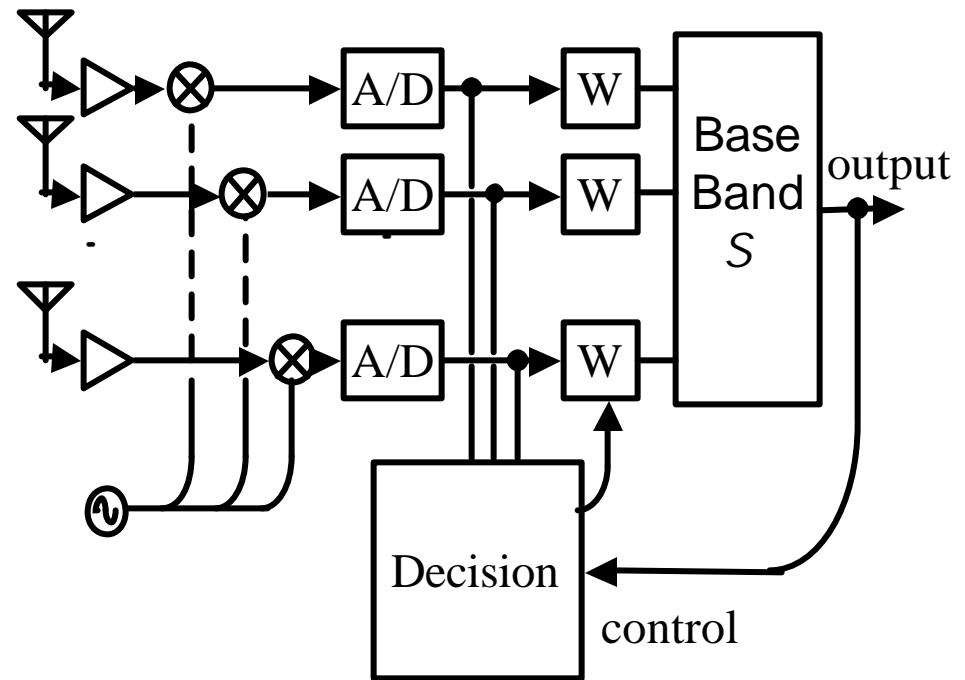 A/D
W
A/D
W
A/D
W
Base
Band
S
output
Decision
control